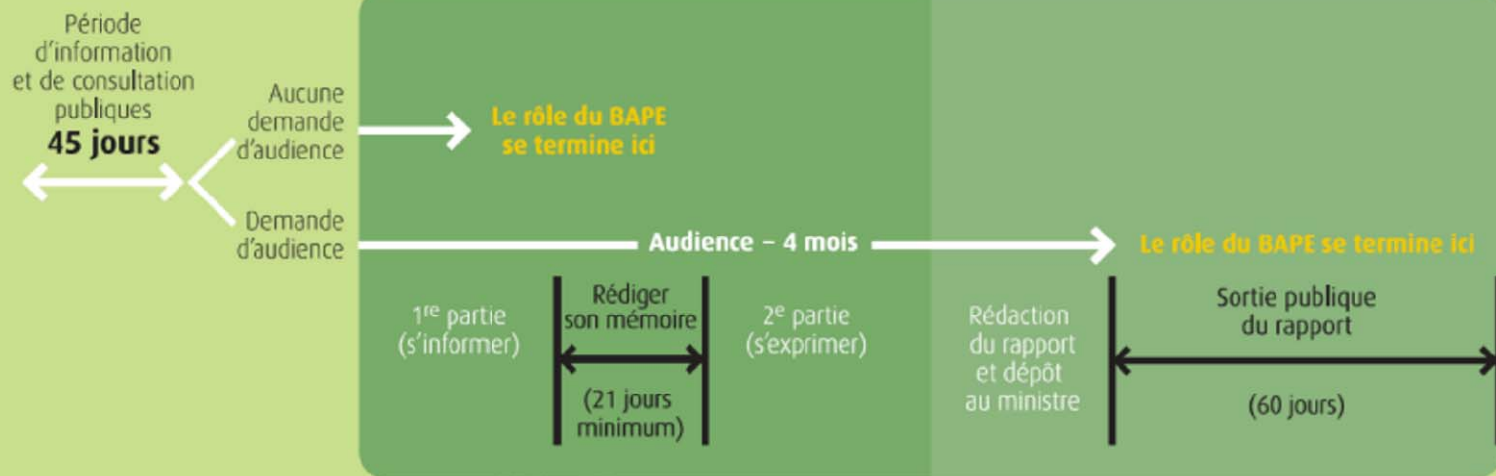 Période
d'information
et de consultation
publiques
45 jours
Aucune
demande
d'audience
Le rôle du BAPE
se termine ici
Demande
d'audience
Audience – 4 mois
Le rôle du BAPE se termine ici
1re partie
(s'informer)
Rédiger
son mémoire
(21 jours
minimum)
2e partie
(s'exprimer)
Rédaction
du rapport
et dépôt
au ministre
Sortie publique
du rapport
(60 jours)